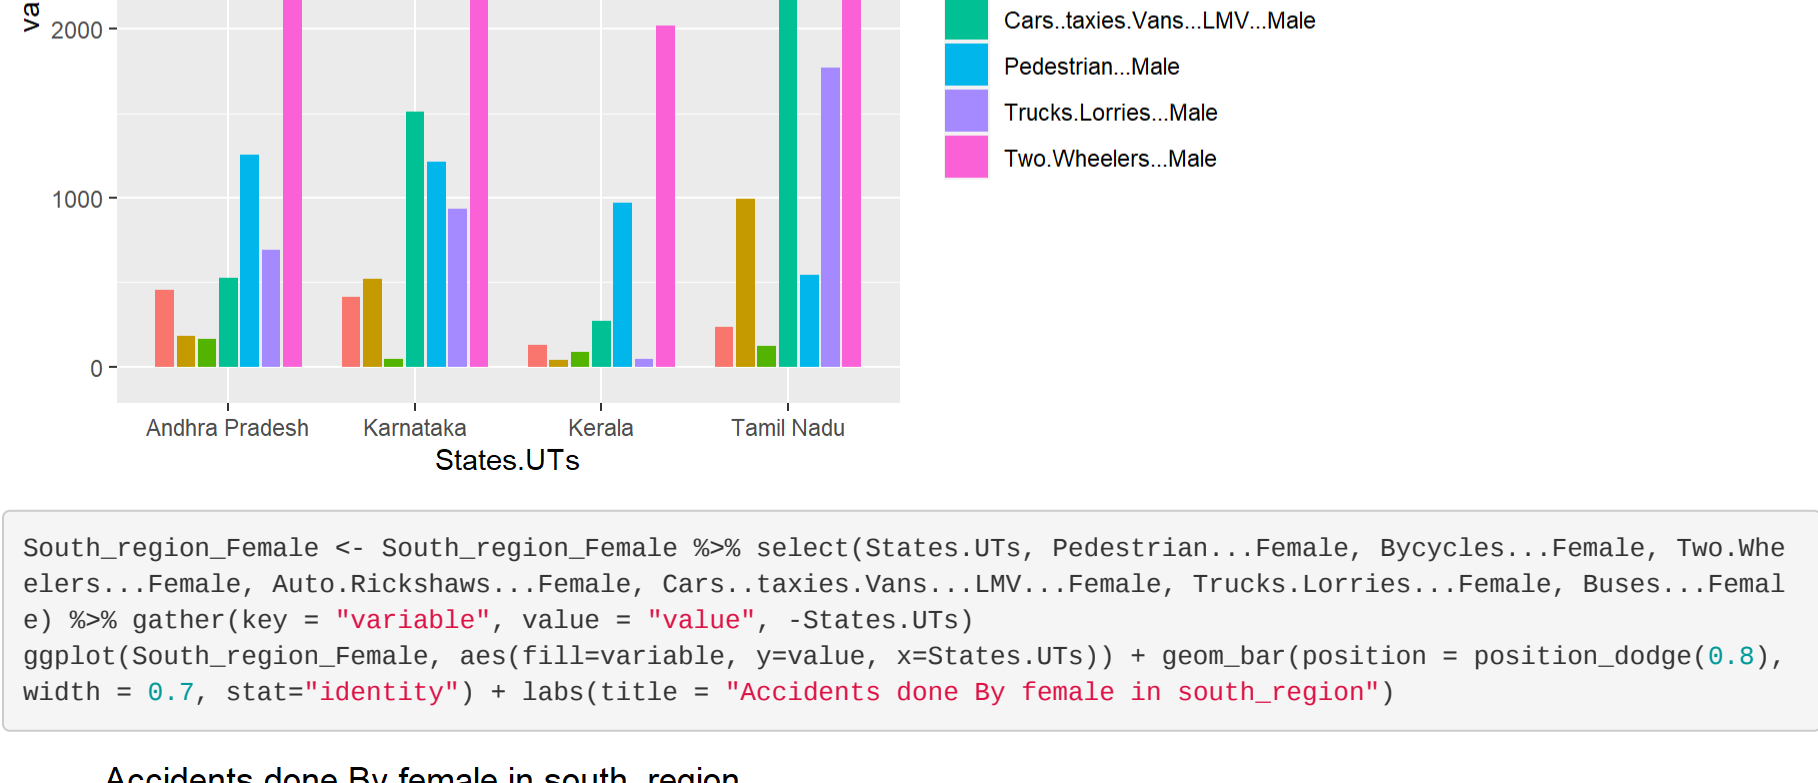 va
2000
1000
0
Andhra Pradesh Karnataka Kerala Tamil Nadu
States.UTs
Cars..taxies.Vans...LMV...Male
Pedestrian...Male
Trucks.Lorries...Male
Two.Wheelers...Male
South_region_Female <- South_region_Female %>% select(States.UTs, Pedestrian...Female, Bycycles...Female, Two.Whe
elers...Female, Auto.Rickshaws...Female, Cars..taxies.Vans...LMV...Female, Trucks.Lorries...Female, Buses...Femal
e) %>% gather(key = "variable", value = "value", -States.UTs)
ggplot(South_region_Female, aes(fill=variable, y=value, x=States.UTs)) + geom_bar(position = position_dodge(0.8),
width = 0.7, stat="identity") + labs(title = "Accidents done By female in south_region")
Accidents done By female in south_region